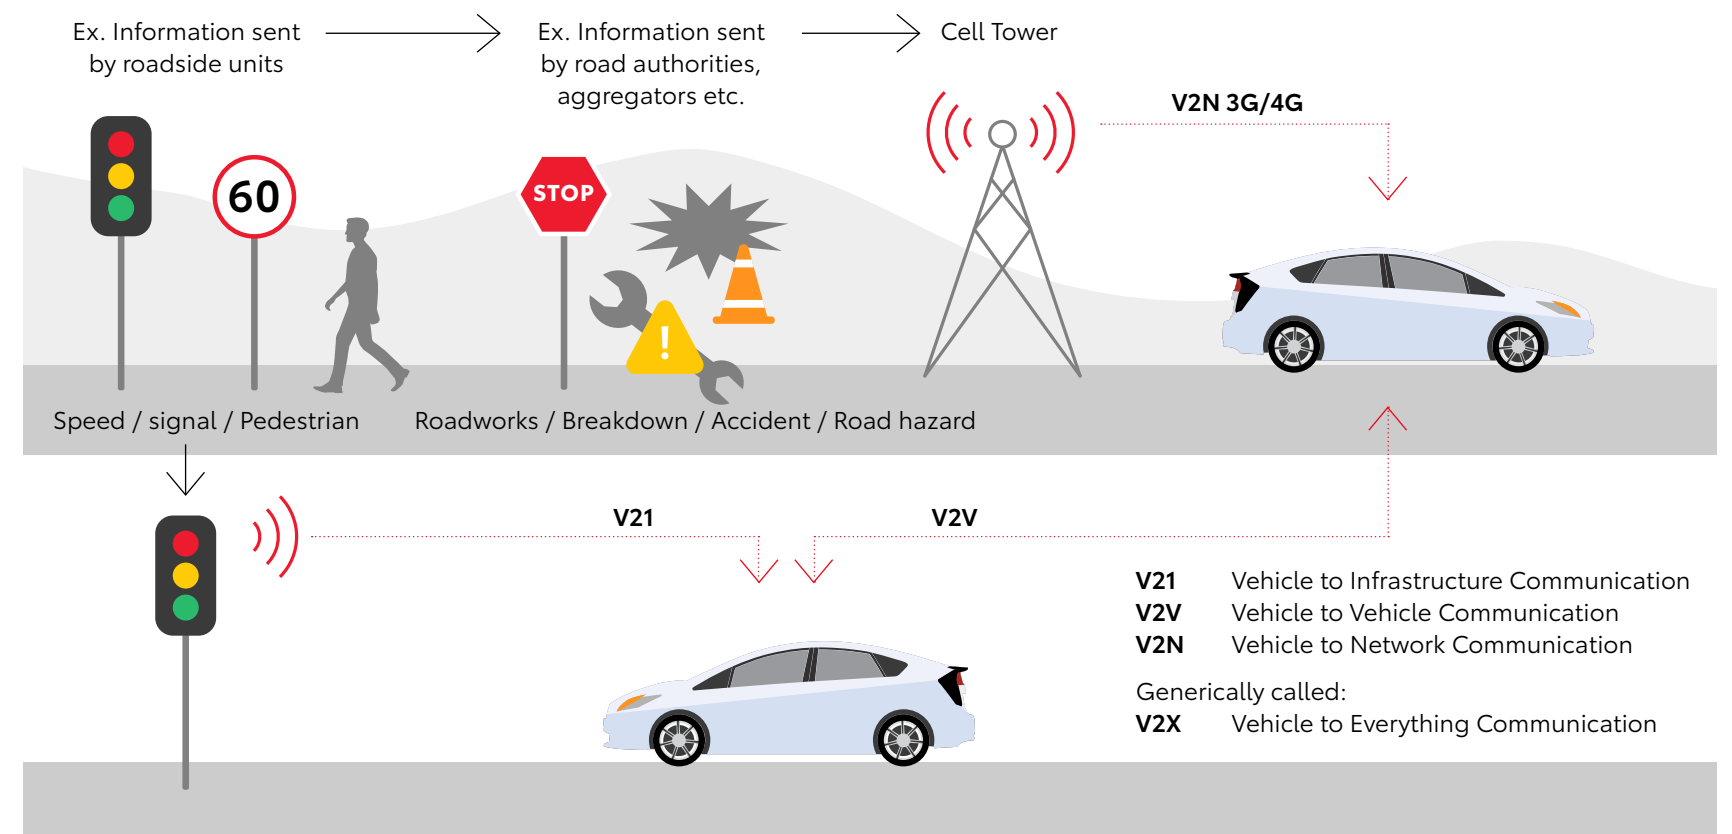 Ex. Information sent
by roadside units
Ex. Information sent
by road authorities,
aggregators etc.
Cell Tower
V2N 3G/4G
60
STOP
!
Speed / signal / Pedestrian
Roadworks / Breakdown / Accident / Road hazard
V21
V2V
V21 Vehicle to Infrastructure Communication
V2V Vehicle to Vehicle Communication
V2N Vehicle to Network Communication
Generically called:
V2X Vehicle to Everything Communication